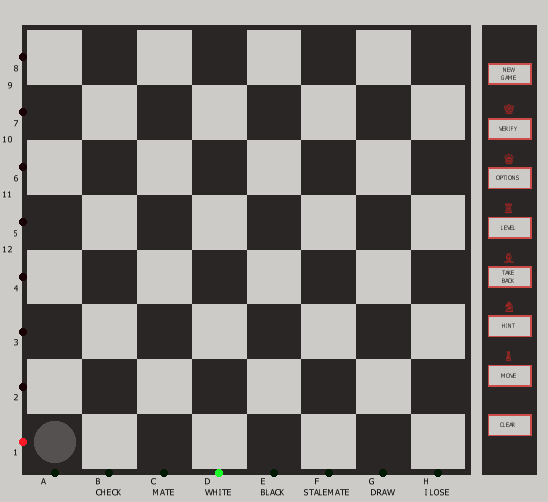 8
9
7
10
6
11
5
12
4
3
2
1
A B C D E F G H
CHECK MATE WHITE BLACK STALEMATE DRAW I LOSE
NEW
GAME
VERIFY
OPTIONS
LEVEL
TAKE
BACK
HINT
MOVE
CLEAR